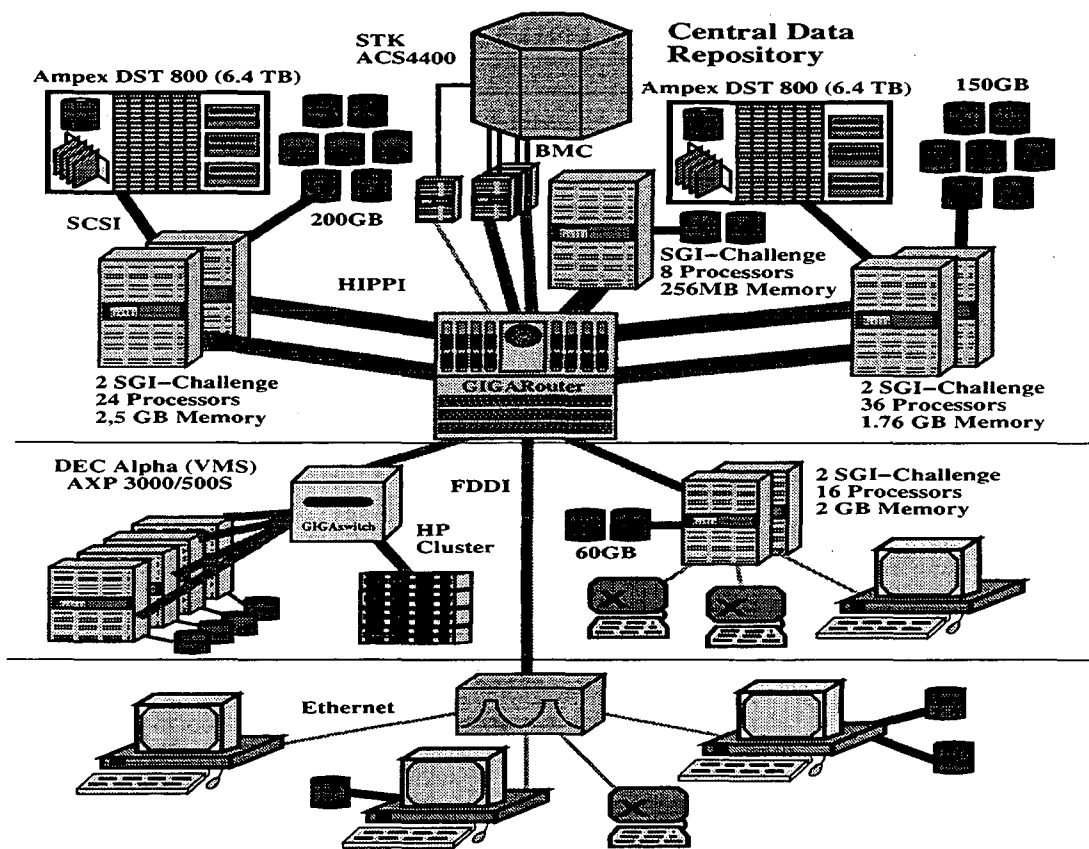 STK
ACS4400
Central Data
Repository
Ampex DST 800 (6.4 TB)
Ampex DST 800 (6.4 TB)
150GB
BMC
SCSI
200GB
SGI-Challenge
8 Processors
256MB Memory
HIPPI
GIGARouter
2 SGI-Challenge
24 Processors
2,5 GB Memory
2 SGI-Challenge
36 Processors
1.76 GB Memory
DEC Alpha (VMS)
AXP 3000/500S
GIGAswitch
FDDI
HP
Cluster
2 SGI-Challenge
16 Processors
2 GB Memory
60GB
Ethernet